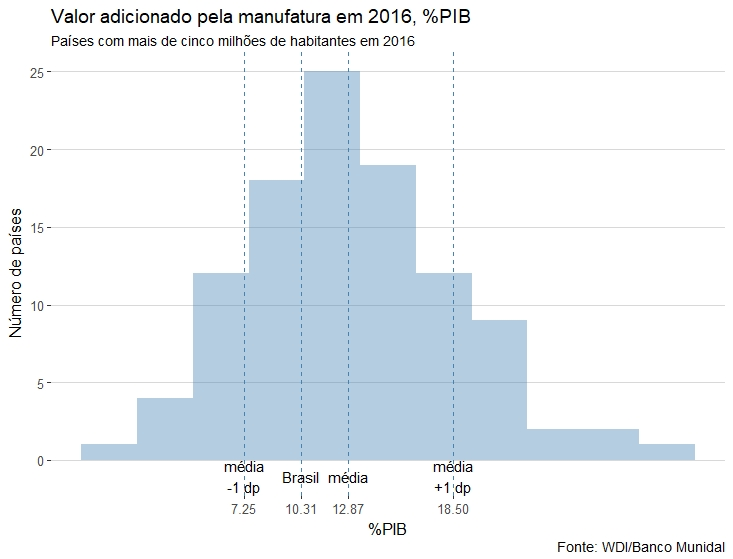 Valor adicionado pela manufatura em 2016, %PIB
Países com mais de cinco milhões de habitantes em 2016
Número de países
25
20
15
10
5
0
média
-1 dp
Brasil
média
média
+1 dp
7.25
10.31
12.87
18.50
%PIB
Fonte: WDI/Banco Munidal